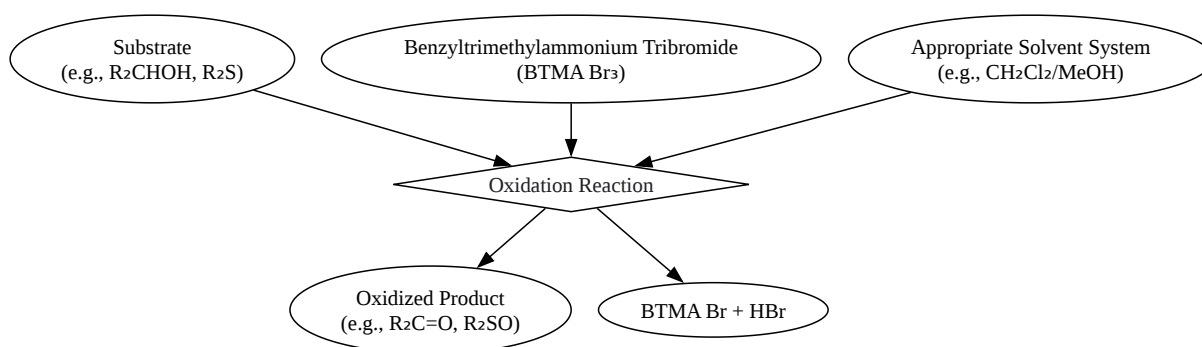 Substrate
(e.g., R₂CHOH, R₂S)
Benzyltrimethylammonium Tribromide
(BTMA Br₃)
Appropriate Solvent System
(e.g., CH₂Cl₂/MeOH)
Oxidation Reaction
Oxidized Product
(e.g., R₂C=O, R₂SO)
BTMA Br + HBr